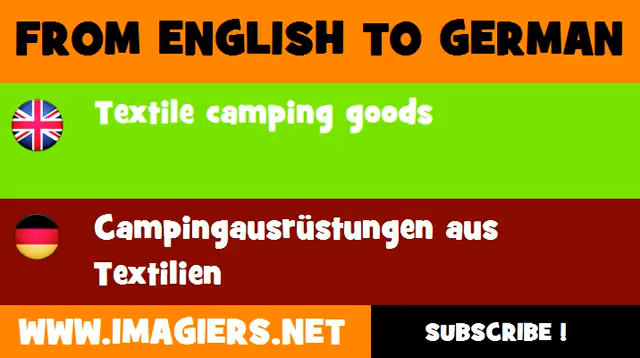 FROM ENGLISH TO GERMAN
Textile camping goods
Campingausrüstungen aus
Textilien
WWW.IMAGIERS.NET
SUBSCRIBE !